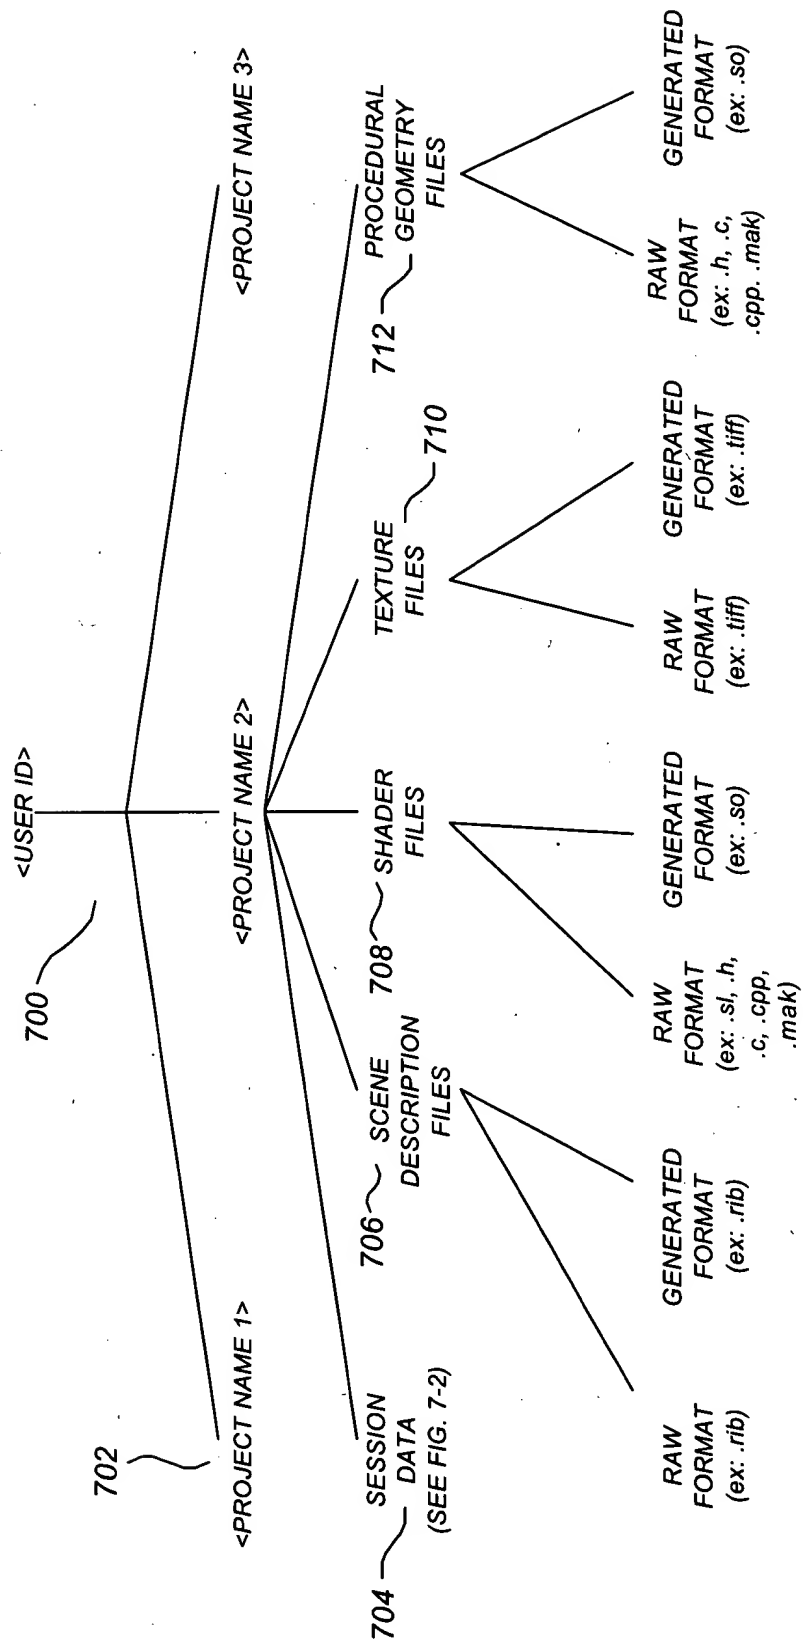 <USER ID>
700
702
<PROJECT NAME 1>
<PROJECT NAME 2>
<PROJECT NAME 3>
704
SESSION
DATA
(SEE FIG. 7-2)
706
SCENE
DESCRIPTION
FILES
708
SHADER
FILES
TEXTURE
FILES
710
712
PROCEDURAL
GEOMETRY
FILES
RAW
FORMAT
(ex: .rib)
GENERATED
FORMAT
(ex: .rib)
RAW
FORMAT
(ex: .sl, .h,
.c, .cpp,
.mak)
GENERATED
FORMAT
(ex: .so)
RAW
FORMAT
(ex: .tiff)
GENERATED
FORMAT
(ex: .tiff)
RAW
FORMAT
(ex: .h, .c,
.cpp. .mak)
GENERATED
FORMAT
(ex: .so)